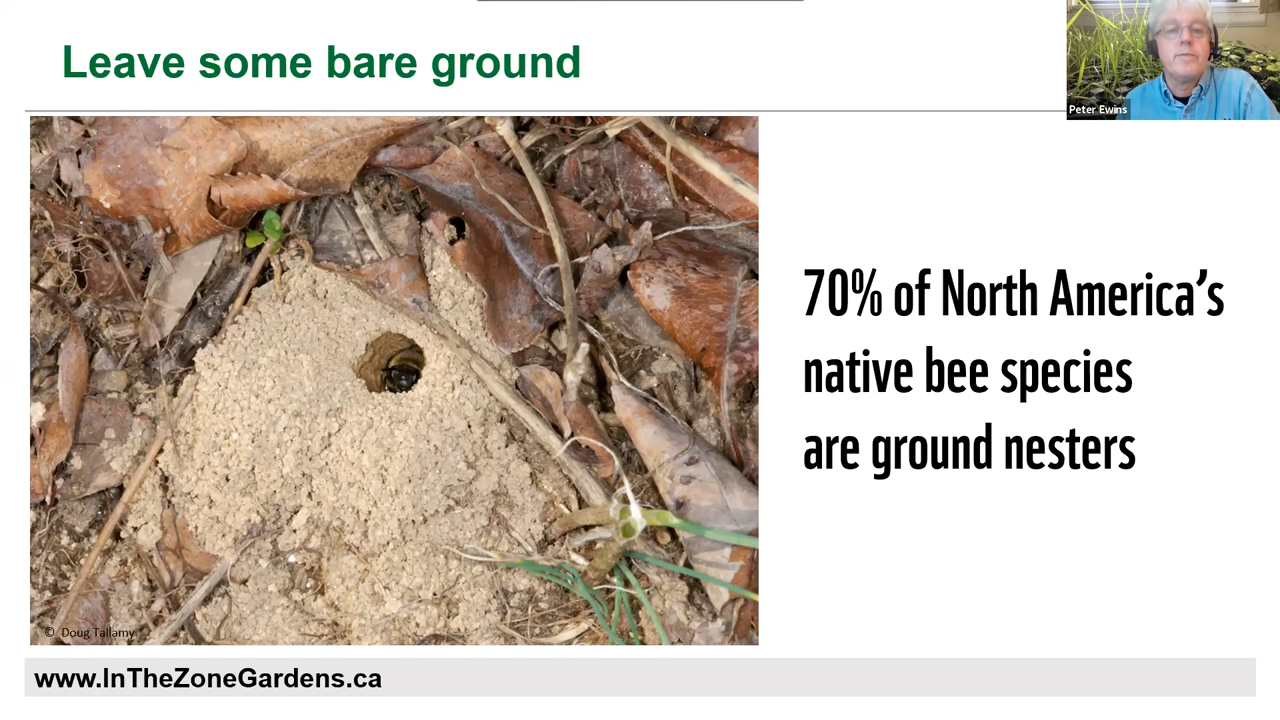 Leave some bare ground
Peter Ewins
70% of North America's
native bee species
are ground nesters
© Doug Tallamy
www.InTheZoneGardens.ca